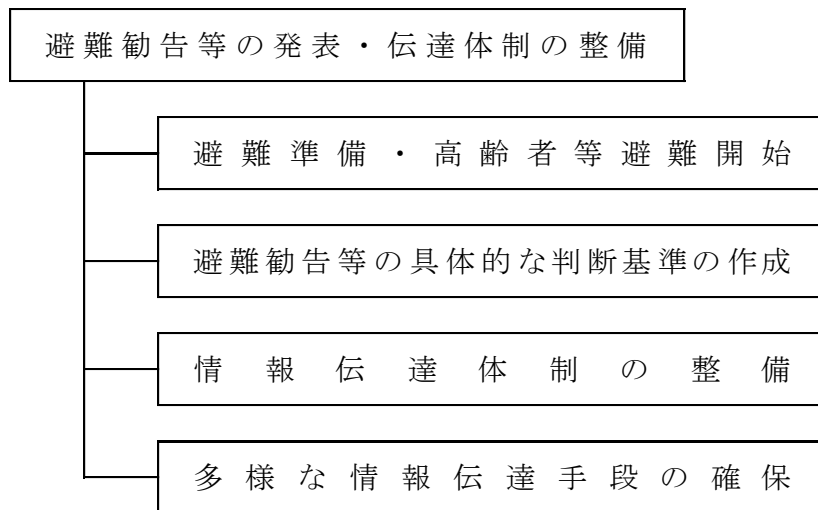 避難勧告等の発表・伝達体制の整備
避難準備・高齢者等避難開始
避難勧告等の具体的な判断基準の作成
情報伝達体制の整備
多様な情報伝達手段の確保